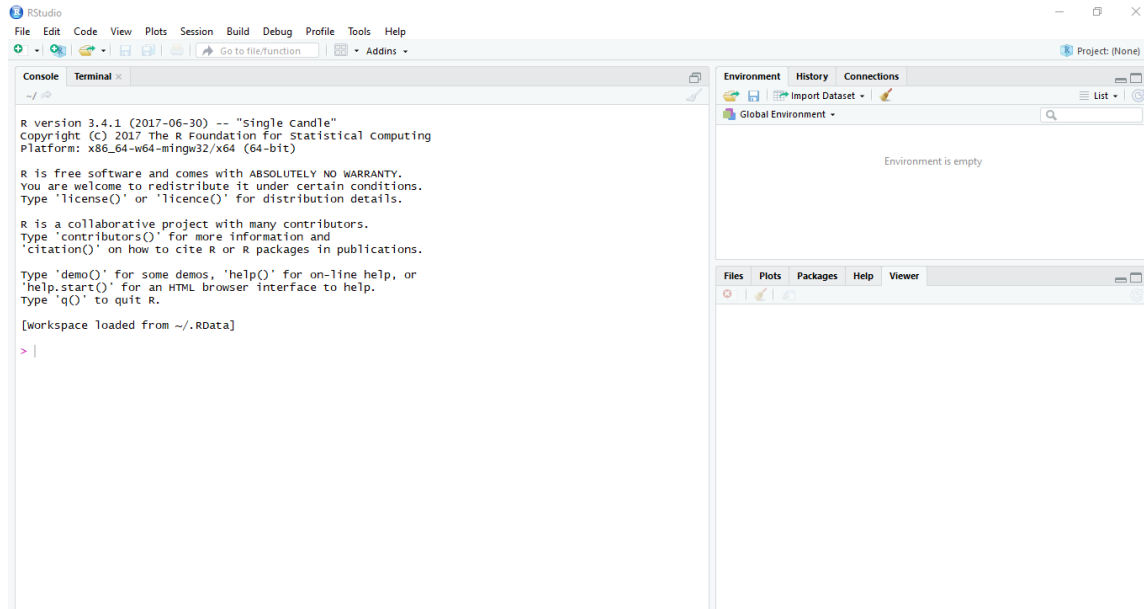 RStudio
File Edit Code View Plots Session Build Debug Profile Tools Help
Go to file/function Addins Project: (None)
Console Terminal
~/
R version 3.4.1 (2017-06-30) -- "Single Candle"
Copyright (C) 2017 The R Foundation for Statistical Computing
Platform: x86_64-w64-mingw32/x64 (64-bit)
R is free software and comes with ABSOLUTELY NO WARRANTY.
You are welcome to redistribute it under certain conditions.
Type 'license()' or 'licence()' for distribution details.
R is a collaborative project with many contributors.
Type 'contributors()' for more information and
'citation()' on how to cite R or R packages in publications.
Type 'demo()' for some demos, 'help()' for on-line help, or
'help.start()' for an HTML browser interface to help.
Type 'q()' to quit R.
[Workspace loaded from ~/.RData]
>
Environment History Connections
Import Dataset List
Global Environment
Environment is empty
Files Plots Packages Help Viewer